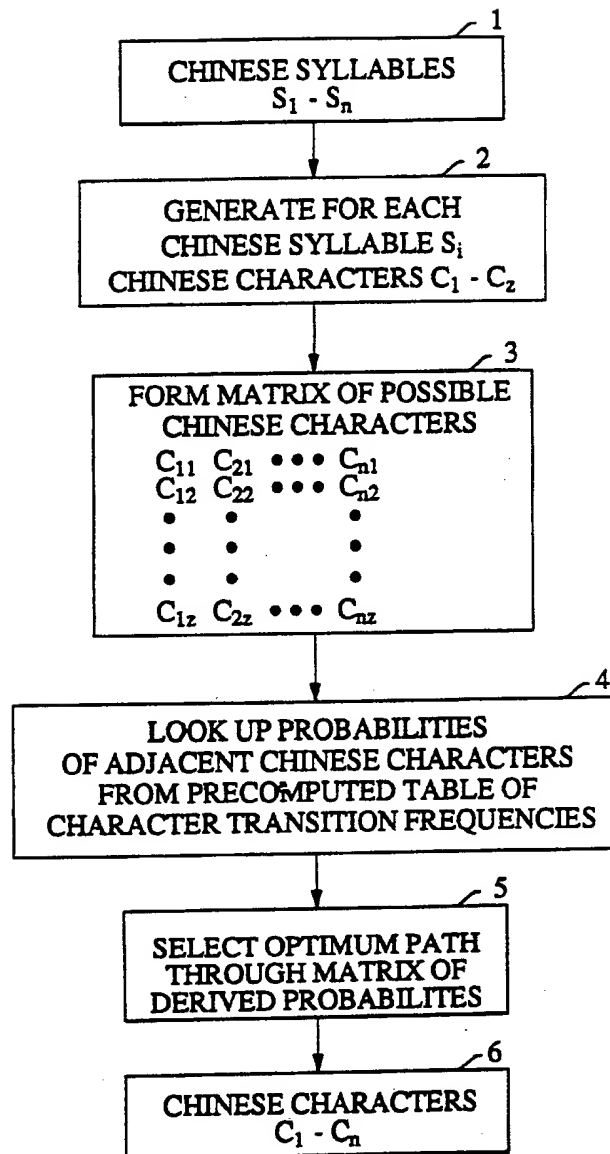 1
CHINESE SYLLABLES
S₁ - Sₙ
2
GENERATE FOR EACH
CHINESE SYLLABLE Sᵢ
CHINESE CHARACTERS C₁ - C_z
3
FORM MATRIX OF POSSIBLE
CHINESE CHARACTERS
C₁₁ C₂₁ ••• Cₙ₁
C₁₂ C₂₂ ••• Cₙ₂
• • •
• • •
• • •
C₁z C₂z ••• Cₙz
4
LOOK UP PROBABILITIES
OF ADJACENT CHINESE CHARACTERS
FROM PRECOMPUTED TABLE OF
CHARACTER TRANSITION FREQUENCIES
5
SELECT OPTIMUM PATH
THROUGH MATRIX OF
DERIVED PROBABILITES
6
CHINESE CHARACTERS
C₁ - Cₙ